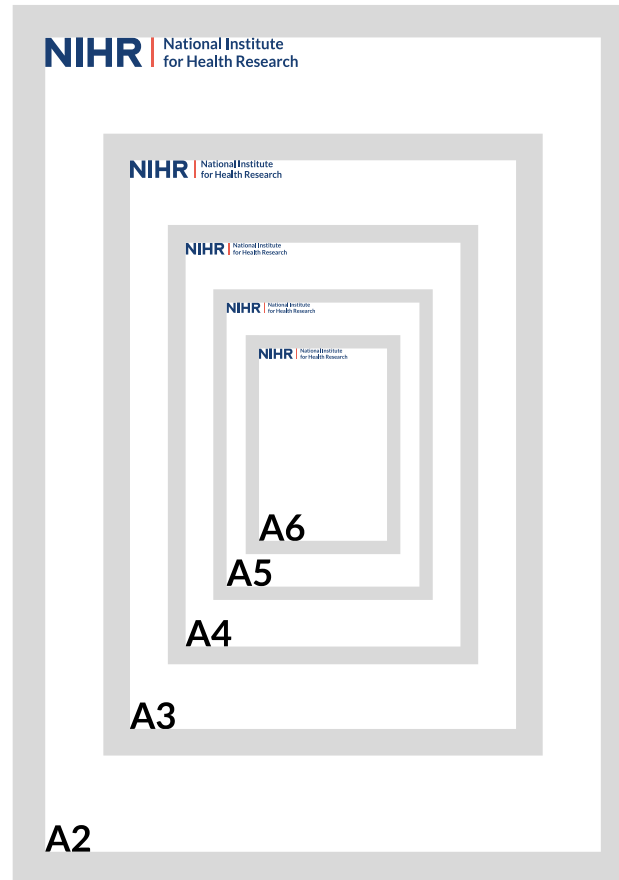 NIHR | National Institute
for Health Research
NIHR | National Institute
for Health Research
NIHR | National Institute
for Health Research
NIHR | National Institute
for Health Research
NIHR | National Institute
for Health Research
A6
A5
A4
A3
A2